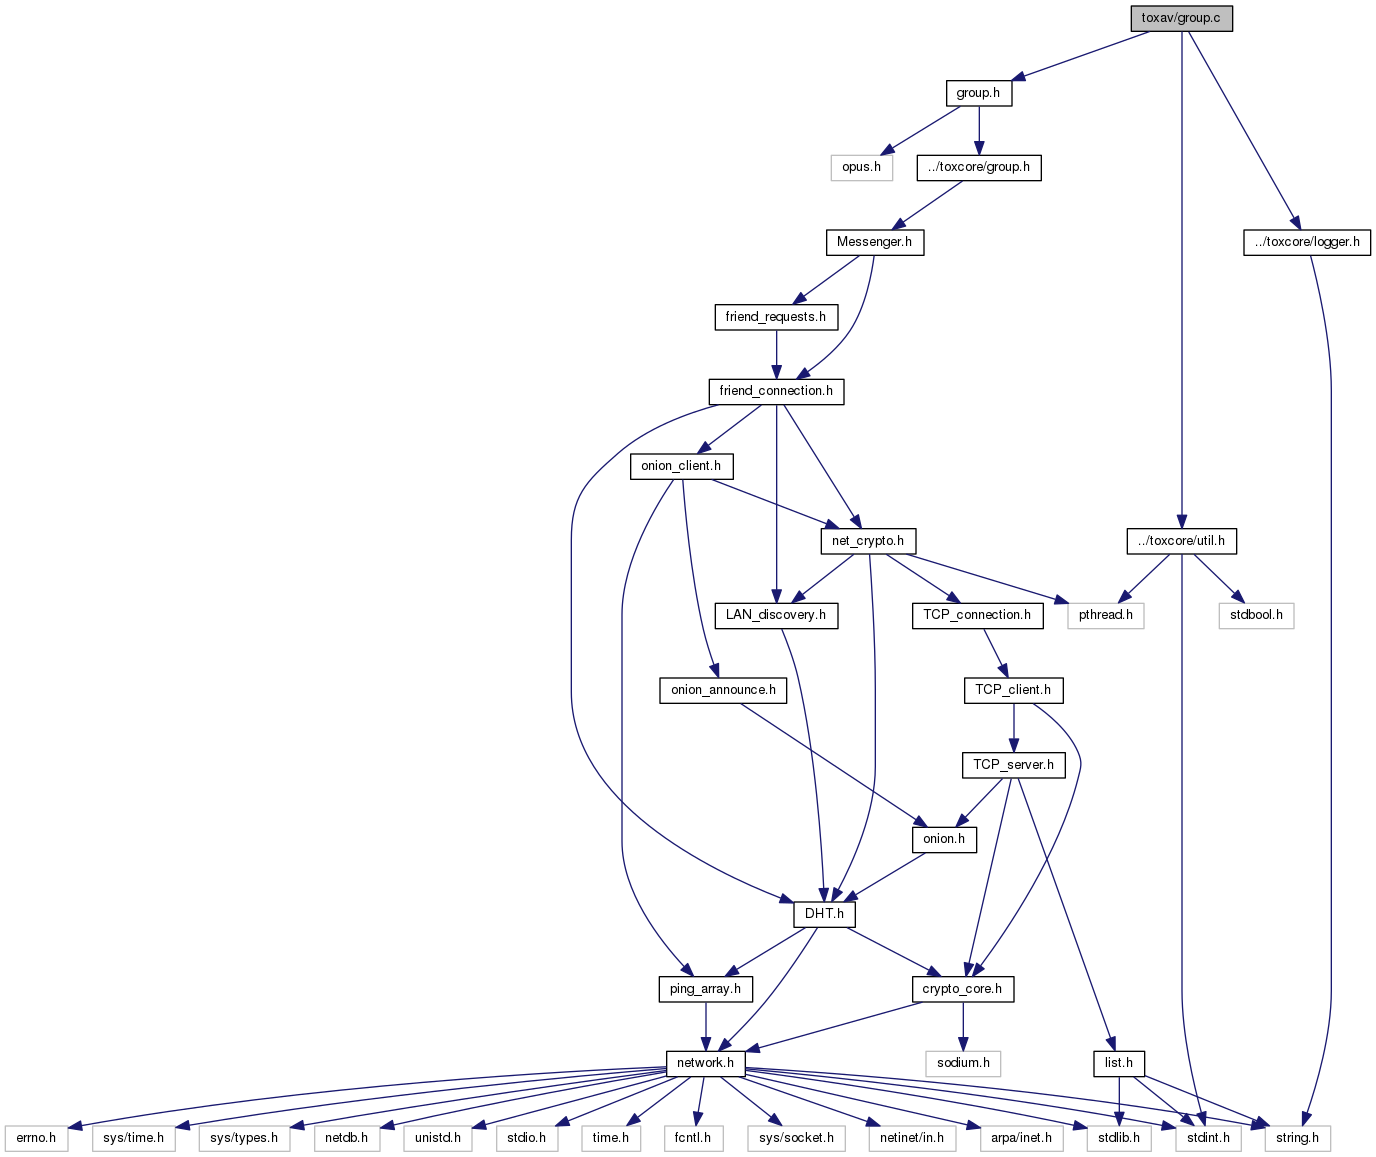 toxav/group.c
group.h
opus.h
../toxcore/group.h
Messenger.h
../toxcore/logger.h
friend_requests.h
friend_connection.h
onion_client.h
net_crypto.h
../toxcore/util.h
LAN_discovery.h
TCP_connection.h
pthread.h
stdbool.h
onion_announce.h
TCP_client.h
TCP_server.h
onion.h
DHT.h
ping_array.h
crypto_core.h
network.h
sodium.h
list.h
errno.h
sys/time.h
sys/types.h
netdb.h
unistd.h
stdio.h
time.h
fcntl.h
sys/socket.h
netinet/in.h
arpa/inet.h
stdlib.h
stdint.h
string.h